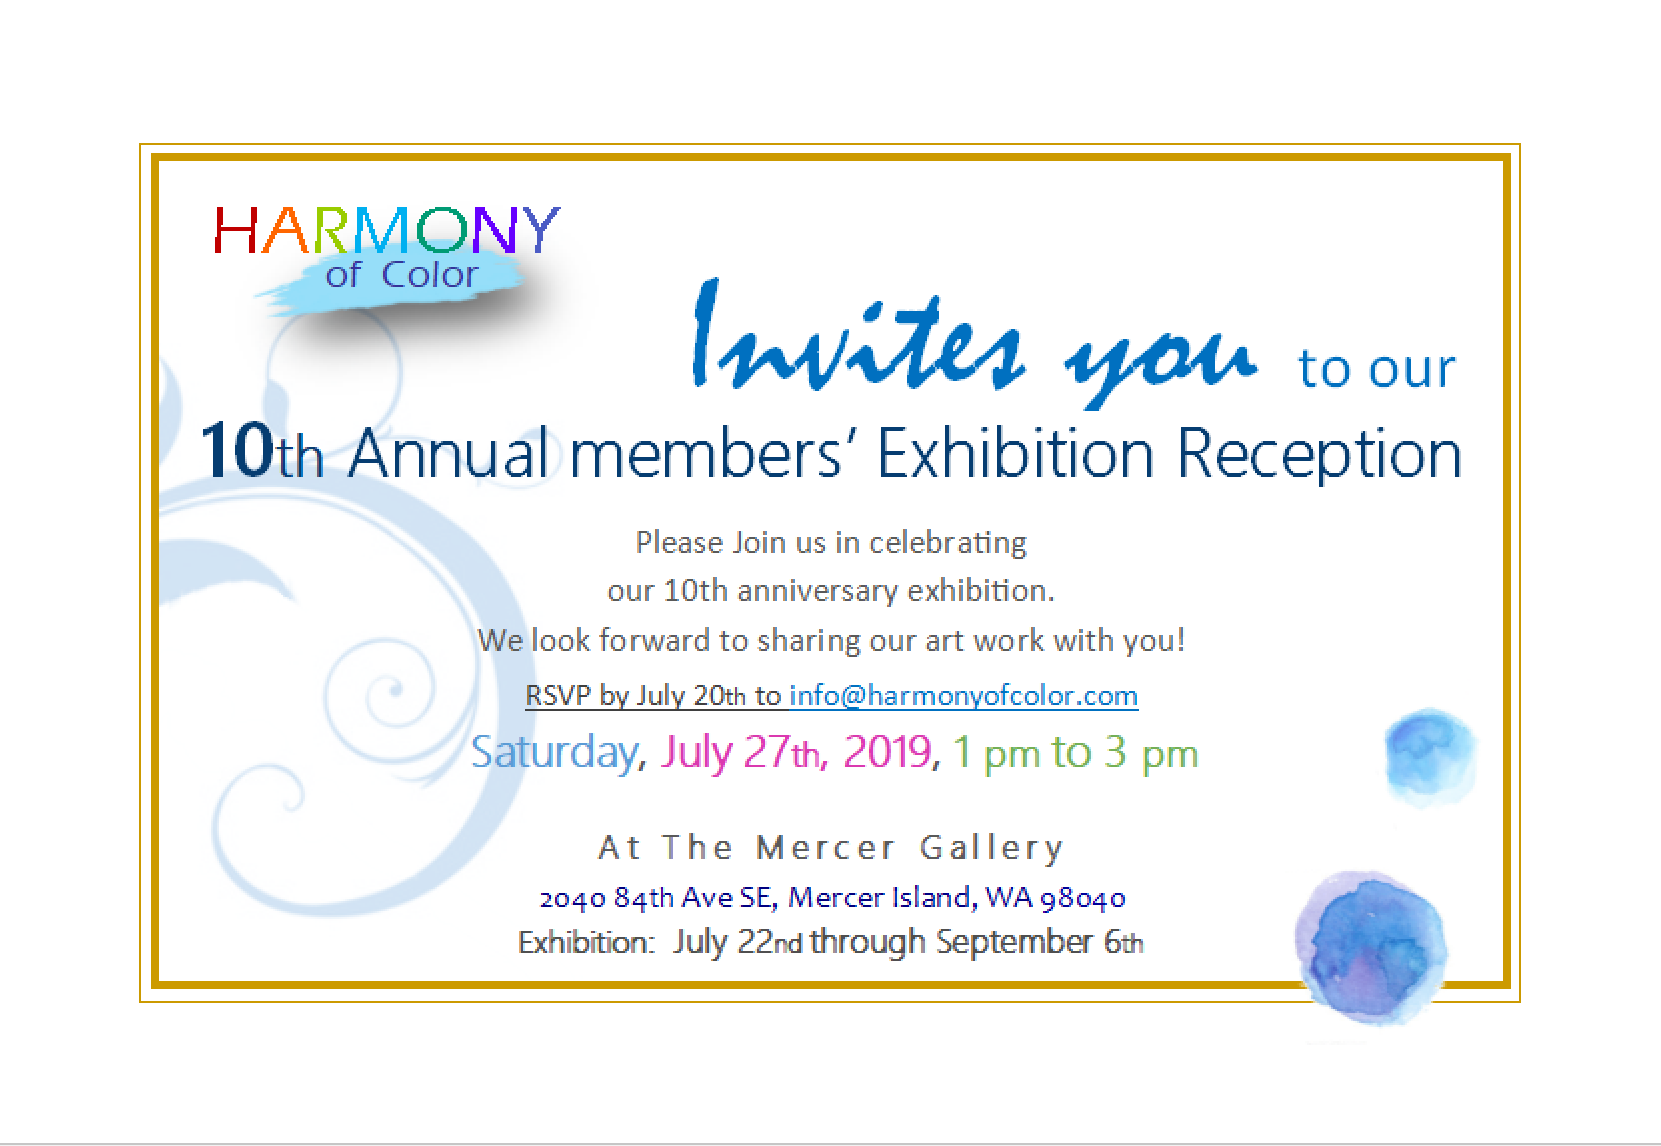 HARMONY
of Color
Invites you to our
10th Annual members’ Exhibition Reception
Please Join us in celebrating
our 10th anniversary exhibition.
We look forward to sharing our art work with you!
RSVP by July 20th to info@harmonyofcolor.com
Saturday, July 27th, 2019, 1 pm to 3 pm
At The Mercer Gallery
2040 84th Ave SE, Mercer Island, WA 98040
Exhibition: July 22nd through September 6th